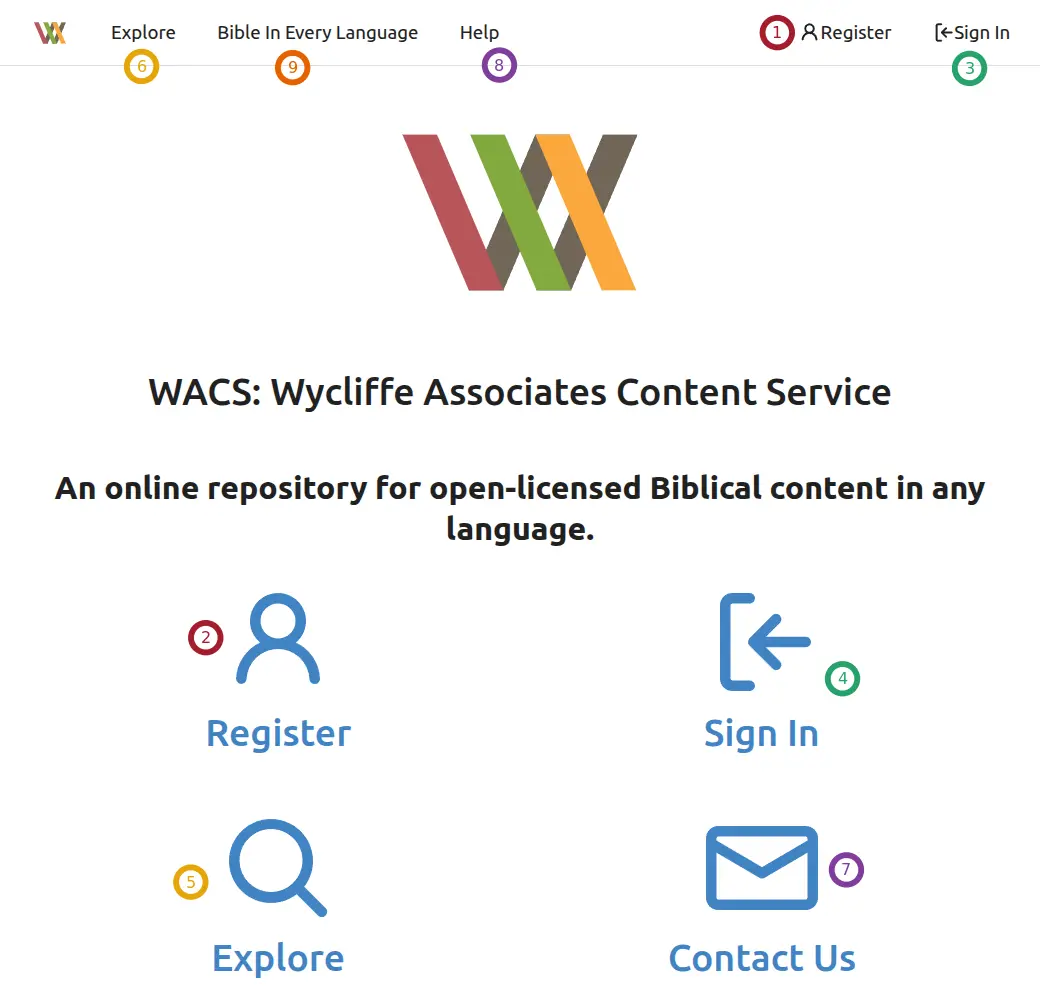 Explore Bible In Every Language Help 1 Register Sign In
6 9 8 3
WACS: Wycliffe Associates Content Service
An online repository for open-licensed Biblical content in any
language.
2 4
Register Sign In
5 7
Explore Contact Us